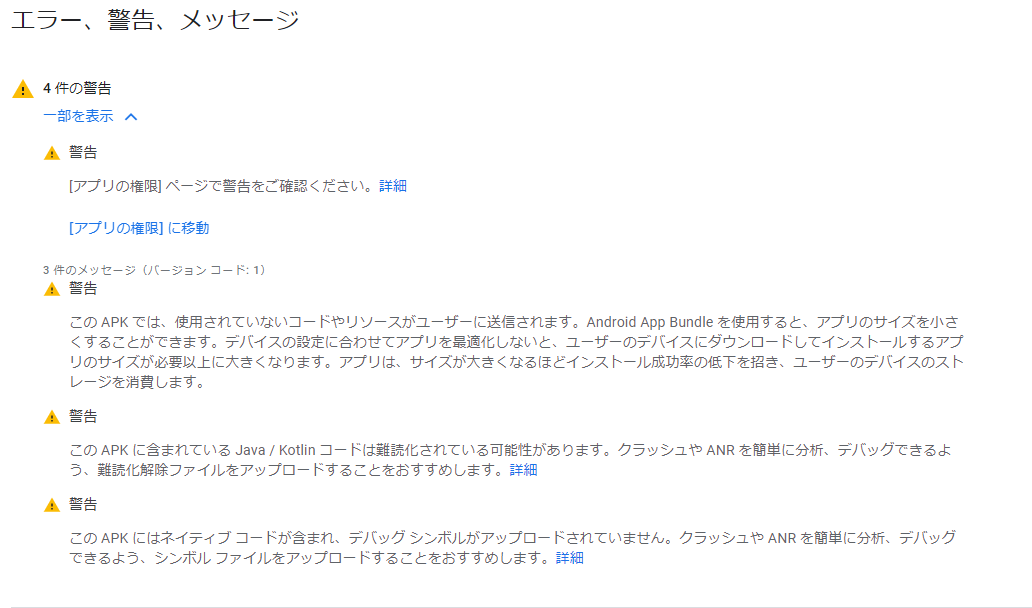 エラー、警告、メッセージ
4 件の警告
一部を表示
警告
[アプリの権限] ページで警告をご確認ください。詳細
[アプリの権限] に移動
3 件のメッセージ（バージョン コード: 1）
警告
この APK では、使用されていないコードやリソースがユーザーに送信されます。Android App Bundle を使用すると、アプリのサイズを小さ
くすることができます。デバイスの設定に合わせてアプリを最適化しないと、ユーザーのデバイスにダウンロードしてインストールするアプ
リのサイズが必要以上に大きくなります。アプリは、サイズが大きくなるほどインストール成功率の低下を招き、ユーザーのデバイスのスト
レージを消費します。
警告
この APK に含まれている Java / Kotlin コードは難読化されている可能性があります。クラッシュや ANR を簡単に分析、デバッグできるよ
う、難読化解除ファイルをアップロードすることをおすすめします。詳細
警告
この APK にはネイティブ コードが含まれ、デバッグ シンボルがアップロードされていません。クラッシュや ANR を簡単に分析、デバッグ
できるよう、シンボル ファイルをアップロードすることをおすすめします。詳細